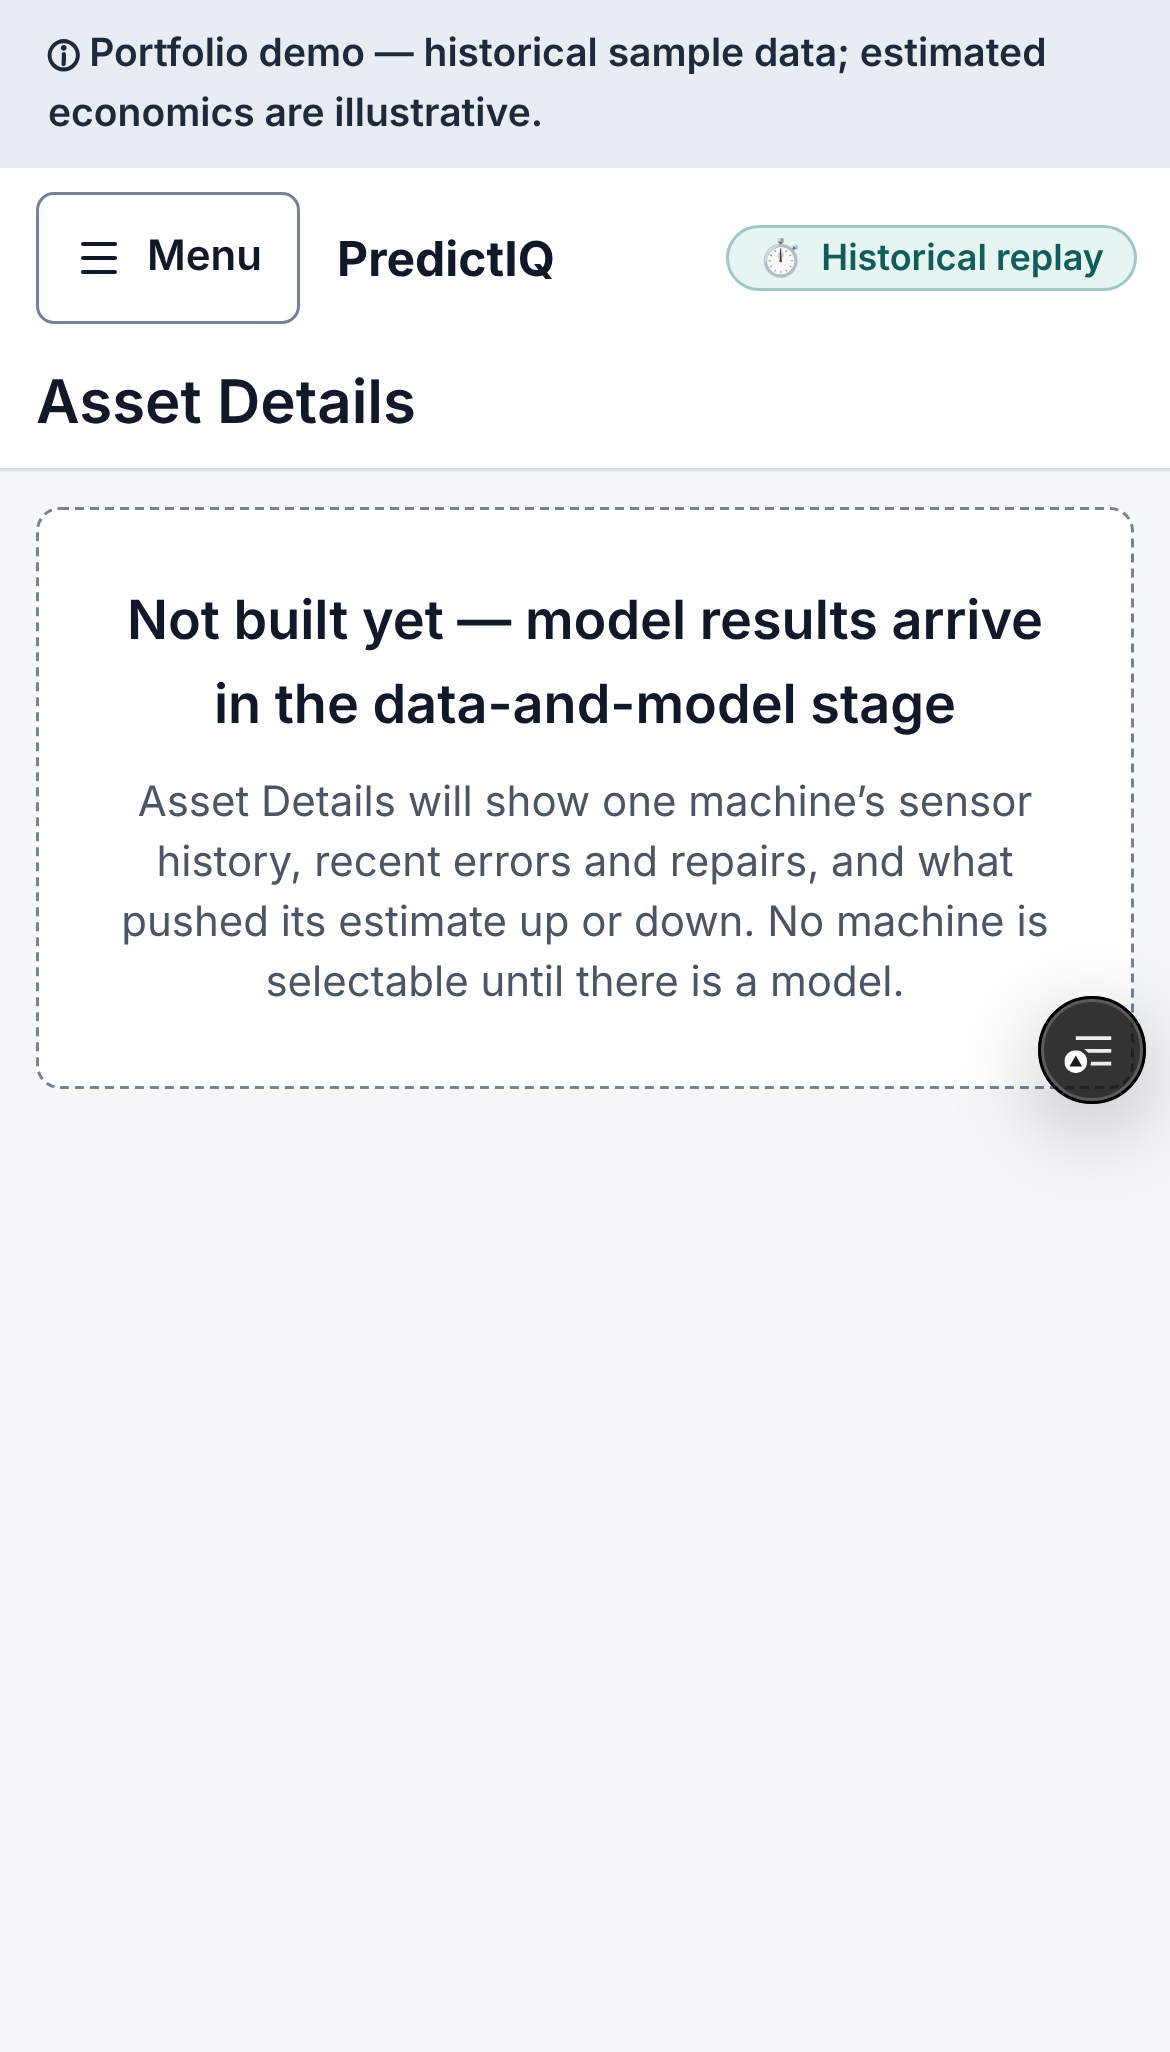 Portfolio demo — historical sample data; estimated
economics are illustrative.
Menu
PredictIQ
Historical replay
Asset Details
Not built yet — model results arrive
in the data-and-model stage
Asset Details will show one machine’s sensor
history, recent errors and repairs, and what
pushed its estimate up or down. No machine is
selectable until there is a model.